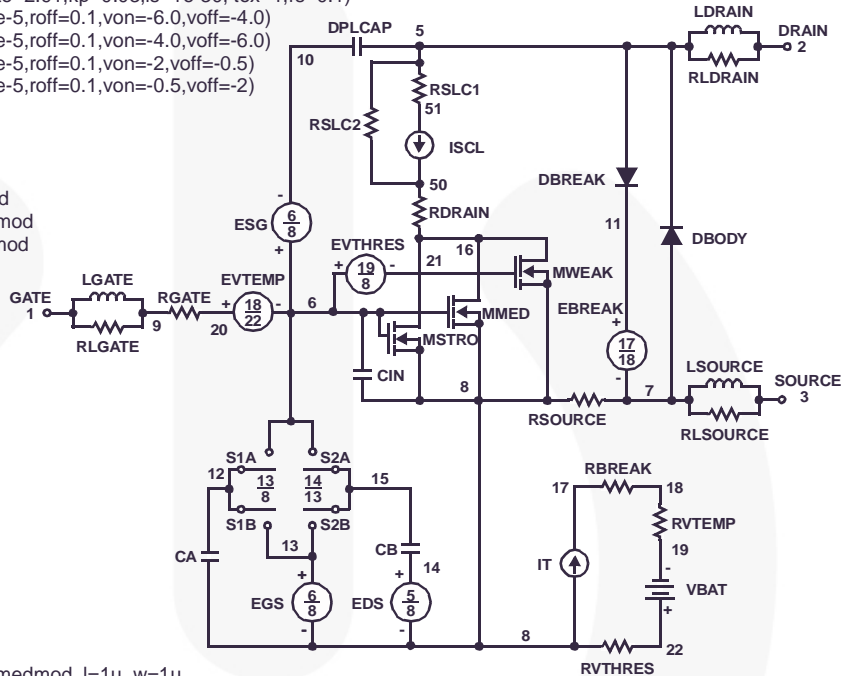 e-5,roff=0.1,von=-6.0,voff=-4.0)
e-5,roff=0.1,von=-4.0,voff=-6.0)
e-5,roff=0.1,von=-2,voff=-0.5)
e-5,roff=0.1,von=-0.5,voff=-2)
d
mod
mod
LDRAIN
DPLCAP
5
DRAIN
2
10
RLDRAIN
RSLC1
51
RSLC2
ISCL
50
DBREAK
-
RDRAIN
ESG
6
8
+
11
DBODY
EVTHRES
16
+
19
8
-
21
MWEAK
LGATE
EVTEMP
GATE
1
RGATE
+
18
22
-
6
EBREAK
MMED
+
9
20
MSTRO
17
18
RLGATE
LSOURCE
CIN
8
-
7
SOURCE
3
RSOURCE
RLSOURCE
S1A
S2A
12
13
8
14
13
15
RBREAK
17
18
S1B
S2B
RVTEMP
13
CB
19
CA
14
IT
-
+
+
VBAT
EGS
6
8
EDS
5
8
+
-
-
8
22
RVTHRES
medmod l=1u w=1u